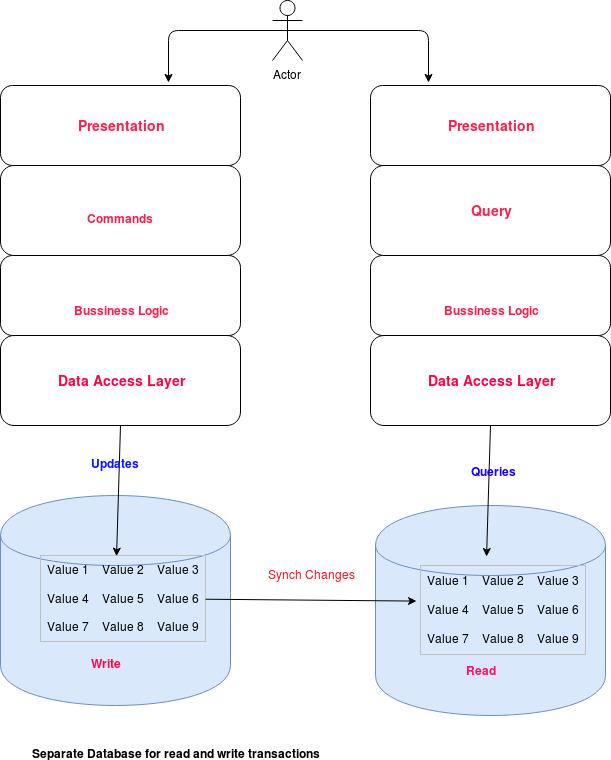 Actor
Presentation
Commands
Bussiness Logic
Data Access Layer
Updates
Value 1 Value 2 Value 3
Value 4 Value 5 Value 6
Value 7 Value 8 Value 9
Write
Synch Changes
Presentation
Query
Bussiness Logic
Data Access Layer
Queries
Value 1 Value 2 Value 3
Value 4 Value 5 Value 6
Value 7 Value 8 Value 9
Read
Separate Database for read and write transactions